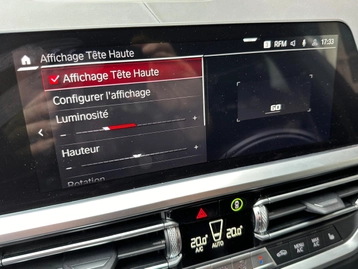 RFM 17:33
Affichage Tête Haute
Affichage Tête Haute
Configurer l'affichage
Luminosité
- +
Hauteur
- +
Rotation
60
20.0 20.0
A/C AUTO A/C
MENU A/C